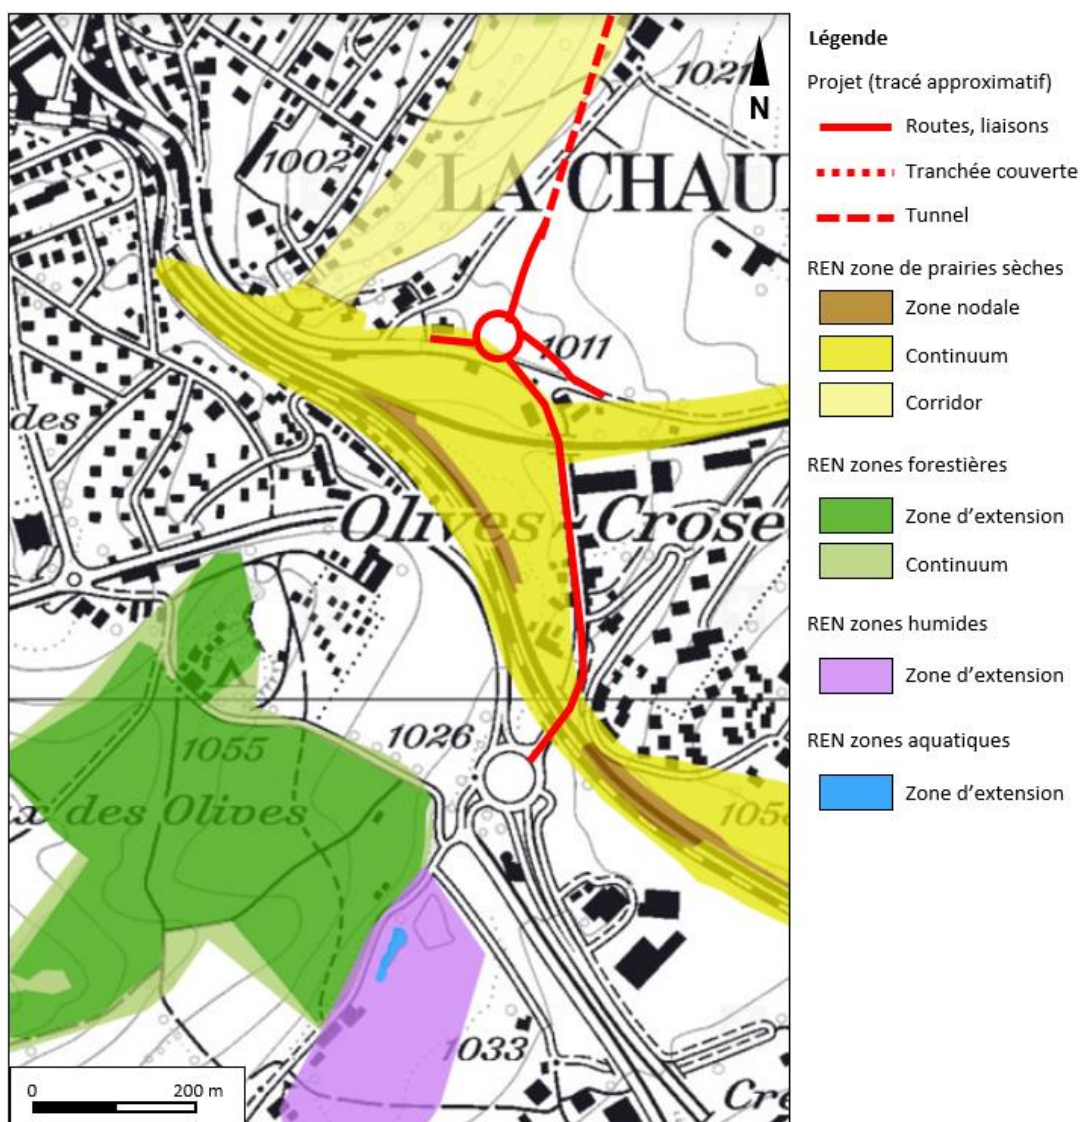 1021
N
1002
LA CHAU
1011
des
Olives-Crose
1026
1055
x des Olives
105
1033
Cre
0 200 m
Légende
Projet (tracé approximatif)
Routes, liaisons
Tranchée couverte
Tunnel
REN zone de prairies sèches
Zone nodale
Continuum
Corridor
REN zones forestières
Zone d'extension
Continuum
REN zones humides
Zone d'extension
REN zones aquatiques
Zone d'extension